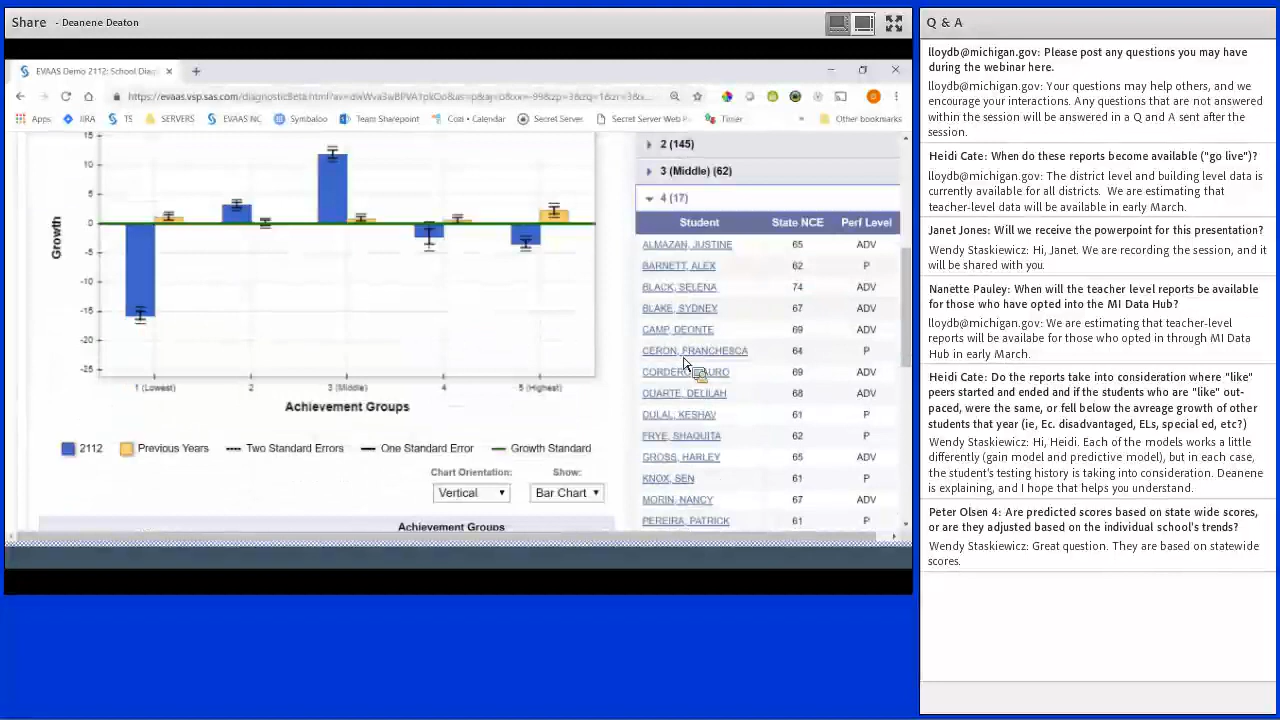 Share - Deanene Deaton
EVAAS Demo 2112: School Diag
Apps JIRA TS SERVERS EVAAS NC Symbaloo Team Sharepoint Cost • Calendar Secret Server Secret Server Web P Timer » Other bookmarks
15
10
5
0
-5
-10
-15
-20
-25
Growth
1 (Lowest) 2 3 (Middle) 4 5 (Highest)
Achievement Groups
2112 Previous Years Two Standard Errors One Standard Error Growth Standard
Chart Orientation: Show:
Vertical Bar Chart
Achievement Groups
2 (145)
3 (Middle) (62)
4 (17)
Student State NCE Perf Level
ALMAZAN, JUSTINE 65 ADV
BARNETT, ALEX 62 P
BLACK, SELENA 74 ADV
BLAKE, SYDNEY 67 ADV
CAMP, DEONTE 69 ADV
CERON, FRANCHESCA 64 P
69 ADV
DUARTE, DELILAH 68 ADV
DULAL, KESHAV 61 P
FRYE, SHAQUITA 62 P
GROSS, HARLEY 65 ADV
KNOX, SEN 61 P
MORIN, NANCY 67 ADV
PEREIRA, PATRICK 61 P
Q & A
lloydb@michigan.gov: Please post any questions you may have
during the webinar here.
lloydb@michigan.gov: Your questions may help others, and we
encourage your interactions. Any questions that are not answered
within the session will be answered in a Q and A sent after the
session.
Heidi Cate: When do these reports become available ("go live")?
lloydb@michigan.gov: The district level and building level data is
currently available for all districts. We are estimating that
teacher-level data will be available in early March.
Janet Jones: Will we receive the powerpoint for this presentation?
Wendy Staskiewicz: Hi, Janet. We are recording the session, and it
will be shared with you.
Nanette Pauley: When will the teacher level reports be available
for those who have opted into the MI Data Hub?
lloydb@michigan.gov: We are estimating that teacher-level
reports will be availabe for those who opted in through MI Data
Hub in early March.
Heidi Cate: Do the reports take into consideration where "like"
peers started and ended and if the students who are "like" out-
paced, were the same, or fell below the avreage growth of other
students that year (ie, Ec. disadvantaged, ELs, special ed, etc?)
Wendy Staskiewicz: Hi, Heidi. Each of the models works a little
differently (gain model and predictive model), but in each case,
the student's testing history is taking into consideration. Deanene
is explaining, and I hope that helps you understand.
Peter Olsen 4: Are predicted scores based on state wide scores,
or are they adjusted based on the individual school's trends?
Wendy Staskiewicz: Great question. They are based on statewide
scores.